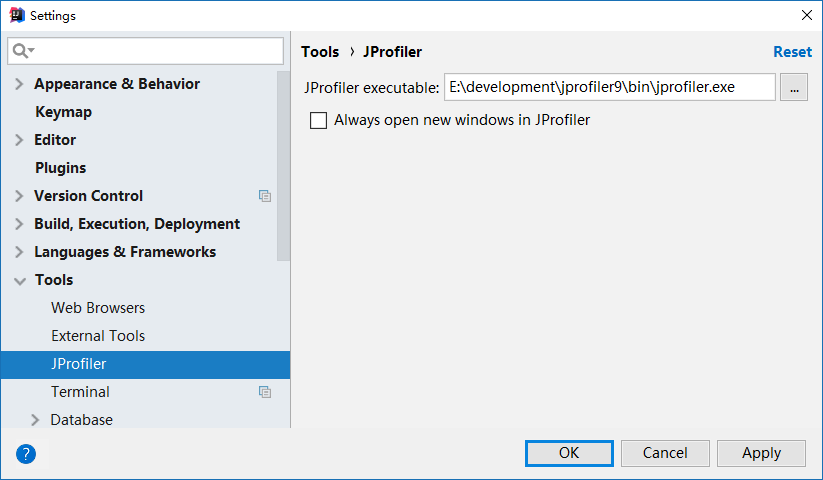 Settings
Appearance & Behavior
Keymap
Editor
Plugins
Version Control
Build, Execution, Deployment
Languages & Frameworks
Tools
Web Browsers
External Tools
JProfiler
Terminal
Database
Tools › JProfiler
Reset
JProfiler executable: E:\development\jprofiler9\bin\jprofiler.exe ...
Always open new windows in JProfiler
? OK Cancel Apply